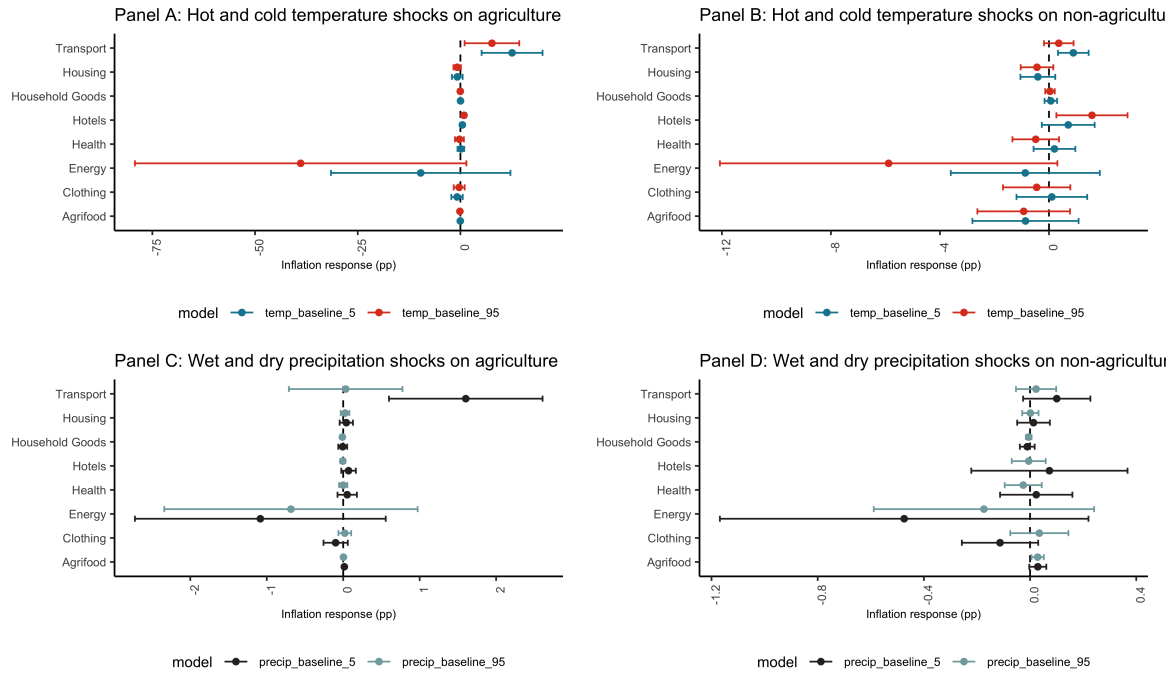 Panel A: Hot and cold temperature shocks on agriculture
Transport
Housing
Household Goods
Hotels
Health
Energy
Clothing
Agrifood
-75
-50
-25
0
Inflation response (pp)
model temp_baseline_5 temp_baseline_95
Panel B: Hot and cold temperature shocks on non-agricultu
Transport
Housing
Household Goods
Hotels
Health
Energy
Clothing
Agrifood
-12
-8
-4
0
Inflation response (pp)
model temp_baseline_5 temp_baseline_95
Panel C: Wet and dry precipitation shocks on agriculture
Transport
Housing
Household Goods
Hotels
Health
Energy
Clothing
Agrifood
-2
-1
0
1
2
Inflation response (pp)
model precip_baseline_5 precip_baseline_95
Panel D: Wet and dry precipitation shocks on non-agricultur
Transport
Housing
Household Goods
Hotels
Health
Energy
Clothing
Agrifood
-1.2
-0.8
-0.4
0.0
0.4
Inflation response (pp)
model precip_baseline_5 precip_baseline_95